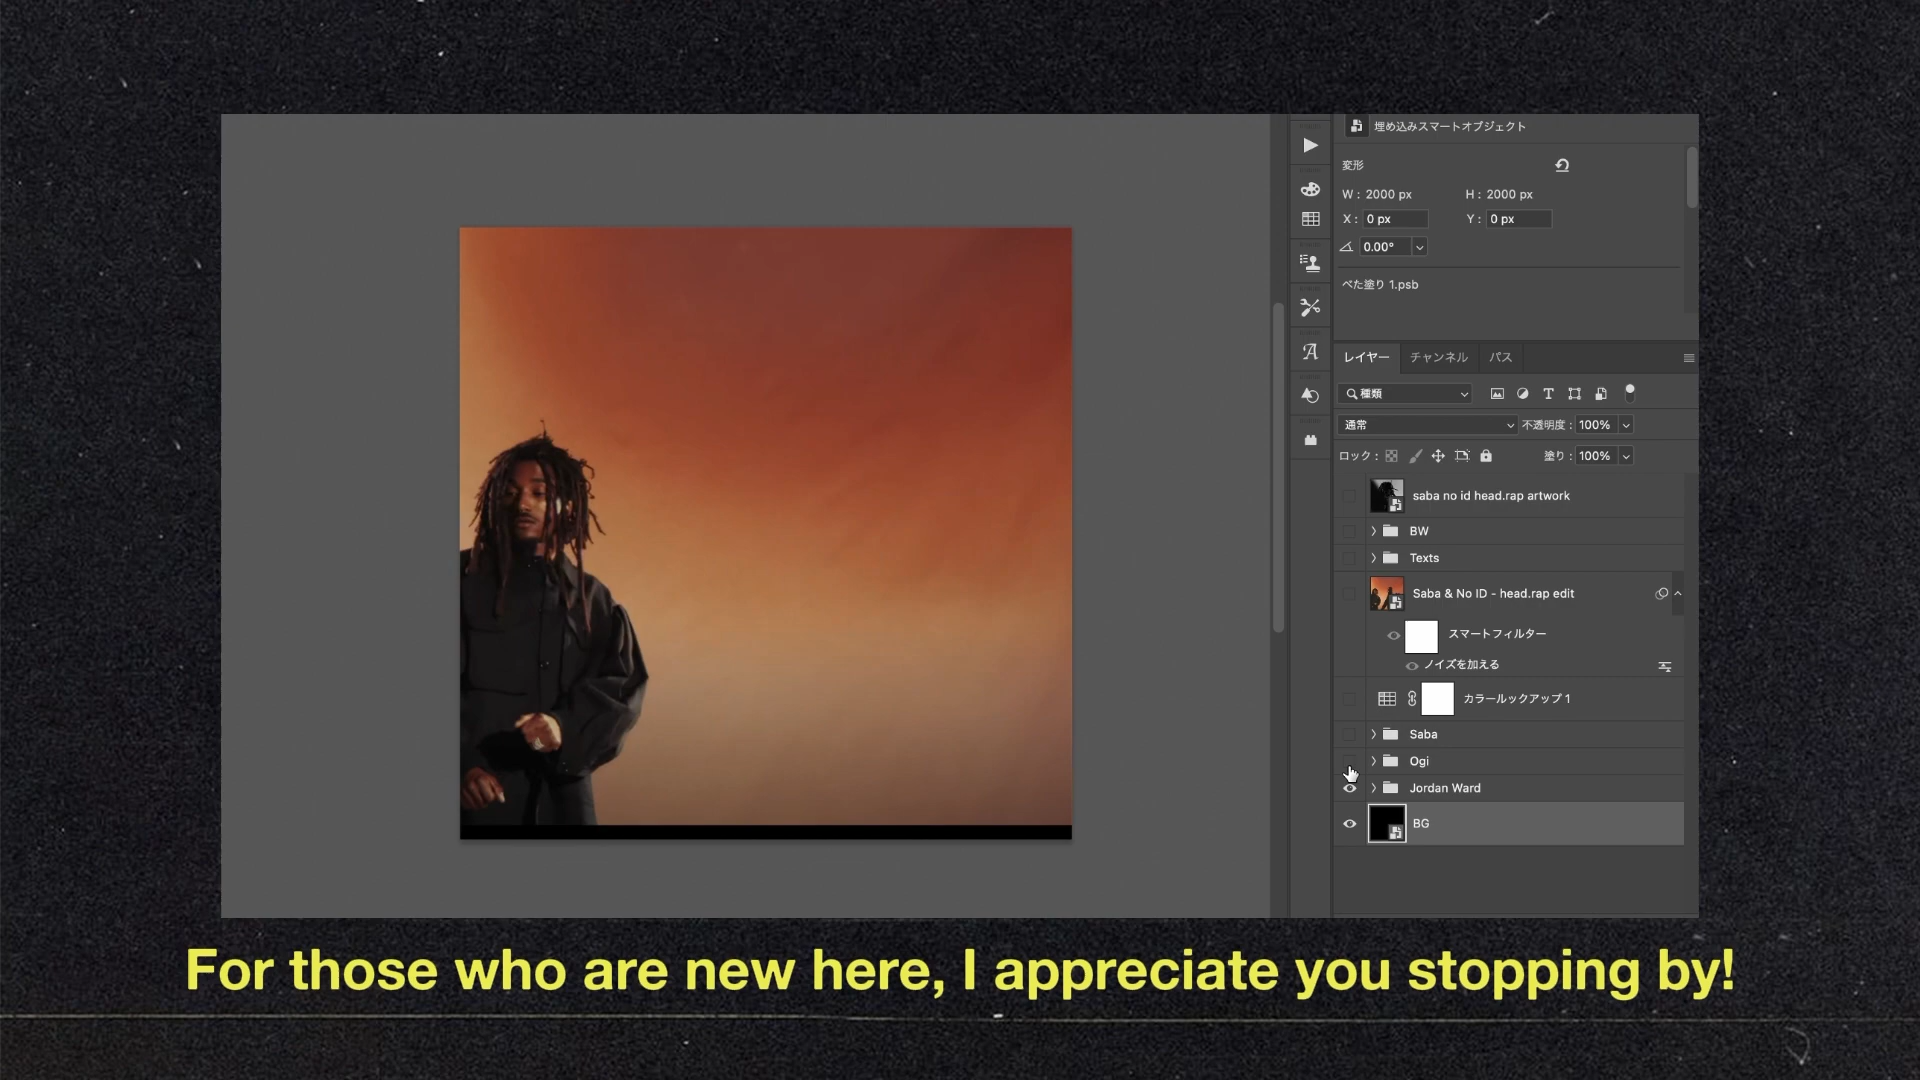 埋め込みスマートオブジェクト
変形
W : 2000 px H : 2000 px
X : 0 px Y : 0 px
0.00°
べた塗り 1.psb
レイヤー チャンネル パス
種類
通常 不透明度 : 100%
ロック : 塗り : 100%
saba no id head.rap artwork
BW
Texts
Saba & No ID - head.rap edit
スマートフィルター
ノイズを加える
カラールックアップ 1
Saba
Ogi
Jordan Ward
BG
For those who are new here, I appreciate you stopping by!